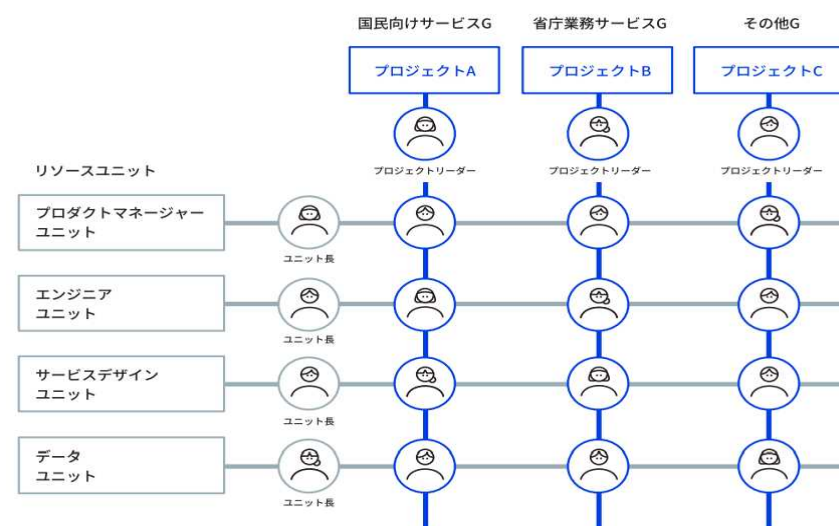 国民向けサービスG
省庁業務サービスG
その他G
プロジェクトA
プロジェクトB
プロジェクトC
プロジェクトリーダー
プロジェクトリーダー
プロジェクトリーダー
リソースユニット
プロダクトマネージャー
ユニット
ユニット長
エンジニア
ユニット
ユニット長
サービスデザイン
ユニット
ユニット長
データ
ユニット
ユニット長